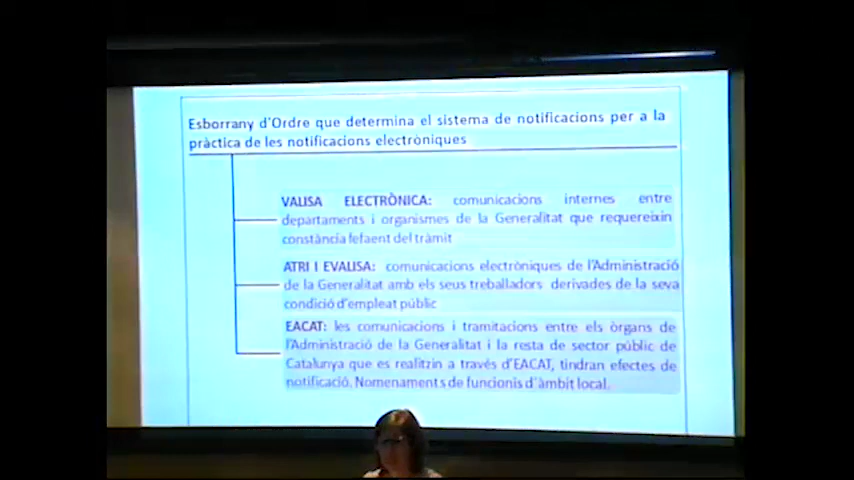 Esborrany d'Ordre que determina el sistema de notificacions per a la
pràctica de les notificacions electròniques
VALISA ELECTRÒNICA: comunicacions internes entre
departaments i organismes de la Generalitat que requereixin
constància fefaent del tràmit
ATRI I EVALISA: comunicacions electròniques de l'Administració
de la Generalitat amb els seus treballadors derivades de la seva
condició d'empleat públic
EACAT: les comunicacions i tramitacions entre els òrgans de
l'Administració de la Generalitat i la resta de sector públic de
Catalunya que es realitzin a través d'EACAT, tindran efectes de
notificació. Nomenaments de funcionis d'àmbit local.